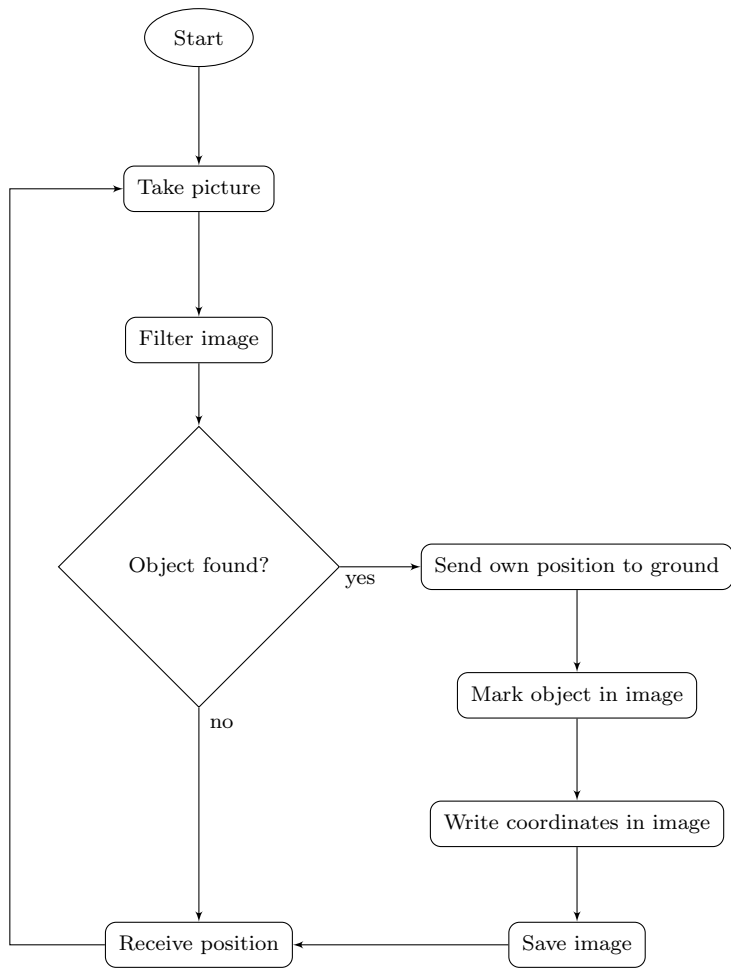 Start
Take picture
Filter image
Object found?
yes
Send own position to ground
Mark object in image
no
Write coordinates in image
Receive position
Save image